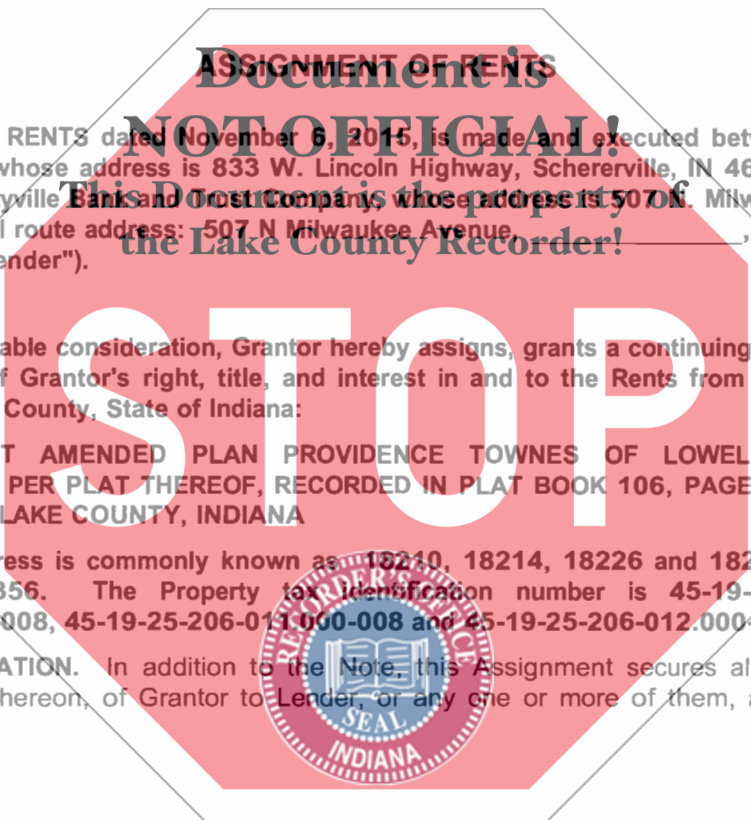 ASSIGNMENT OF RENTS
Document is
NOT OFFICIAL!
This Document is the property of
the Lake County Recorder!
RENTS dated November 6, 2015, is made and executed bet
whose address is 833 W. Lincoln Highway, Schererville, IN 46
yville Bank and Trust Company, whose address is 507 N. Milw
l route address: 507 N Milwaukee Avenue, ________________,
ender").
STOP
able consideration, Grantor hereby assigns, grants a continuing
f Grantor's right, title, and interest in and to the Rents from
County, State of Indiana:
T AMENDED PLAN PROVIDENCE TOWNES OF LOWEL
PER PLAT THEREOF, RECORDED IN PLAT BOOK 106, PAGE
LAKE COUNTY, INDIANA
ress is commonly known as 18210, 18214, 18226 and 182
356. The Property tax identification number is 45-19-
008, 45-19-25-206-011.000-008 and 45-19-25-206-012.000-
ATION. In addition to the Note, this Assignment secures al
hereon, of Grantor to Lender, or any one or more of them, a
RECORDER'S OFFICE
SEAL
INDIANA